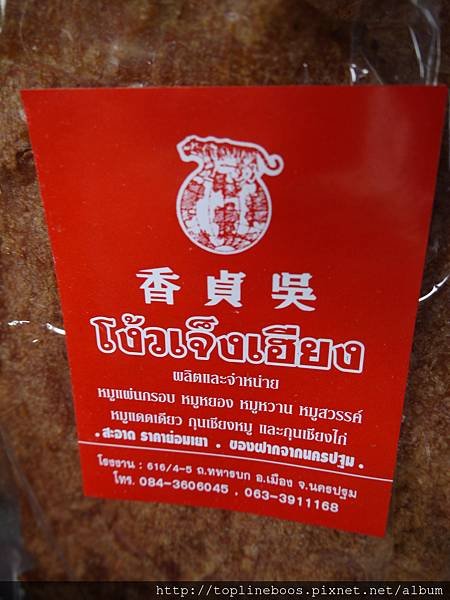 香貞吳
โง้วเจ็งเฮียง
ผลิตและจำหน่าย
หมูแผ่นกรอบ หมูหยอง หมูหวาน หมูสวรรค์
หมูแดดเดียว กุนเชียงหมู และกุนเชียงไก่
. สะอาด ราคาย่อมเยา . ของฝากจากนครปฐม .
โรงงาน : 616/4-5 ถ.ทหารบก อ.เมือง จ.นครปฐม
โทร. 084-3606045 , 063-3911168
http://toplineboos.pixnet.net/album